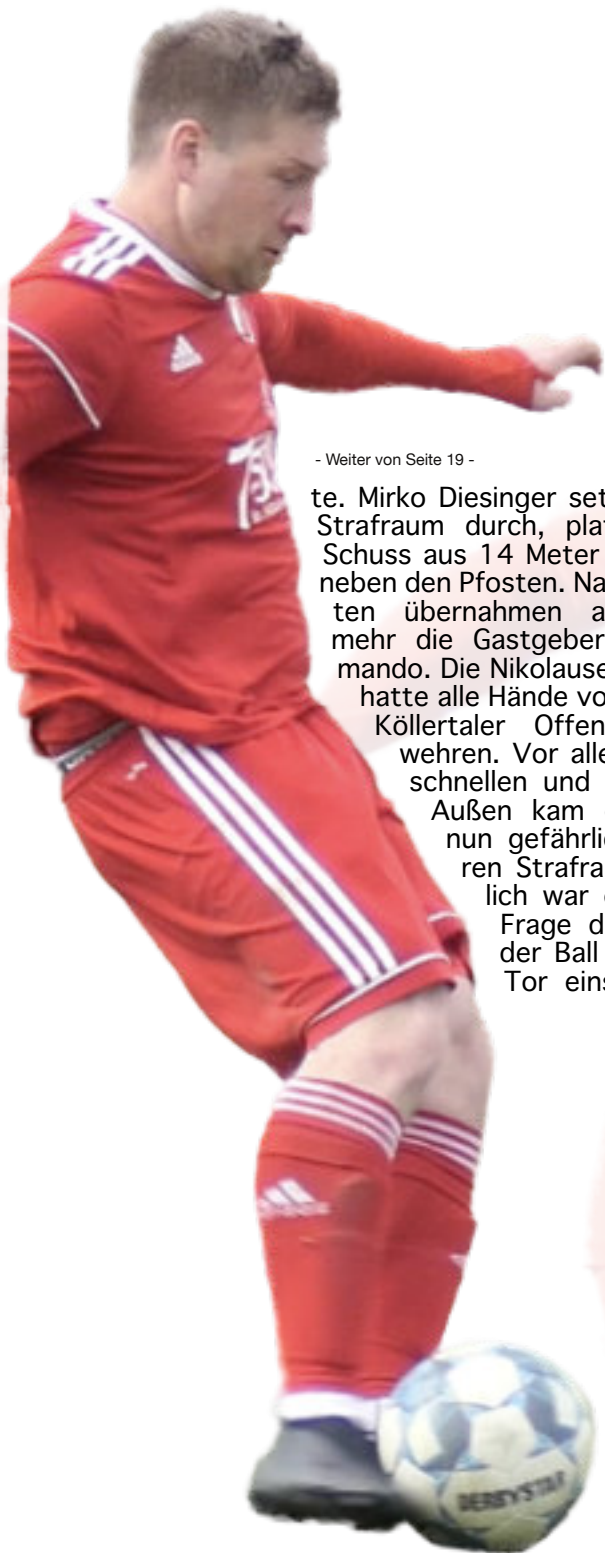 - Weiter von Seite 19 -
te. Mirko Diesinger set
Strafraum durch, pla
Schuss aus 14 Meter
neben den Pfosten. Na
ten übernahmen a
mehr die Gastgeber
mando. Die Nikolause
hatte alle Hände vo
Köllertaler Offen
wehren. Vor alle
schnellen und
Außen kam
nun gefährli
ren Strafra
lich war
Frage d
der Ball
Tor eins
DERBYSTAR